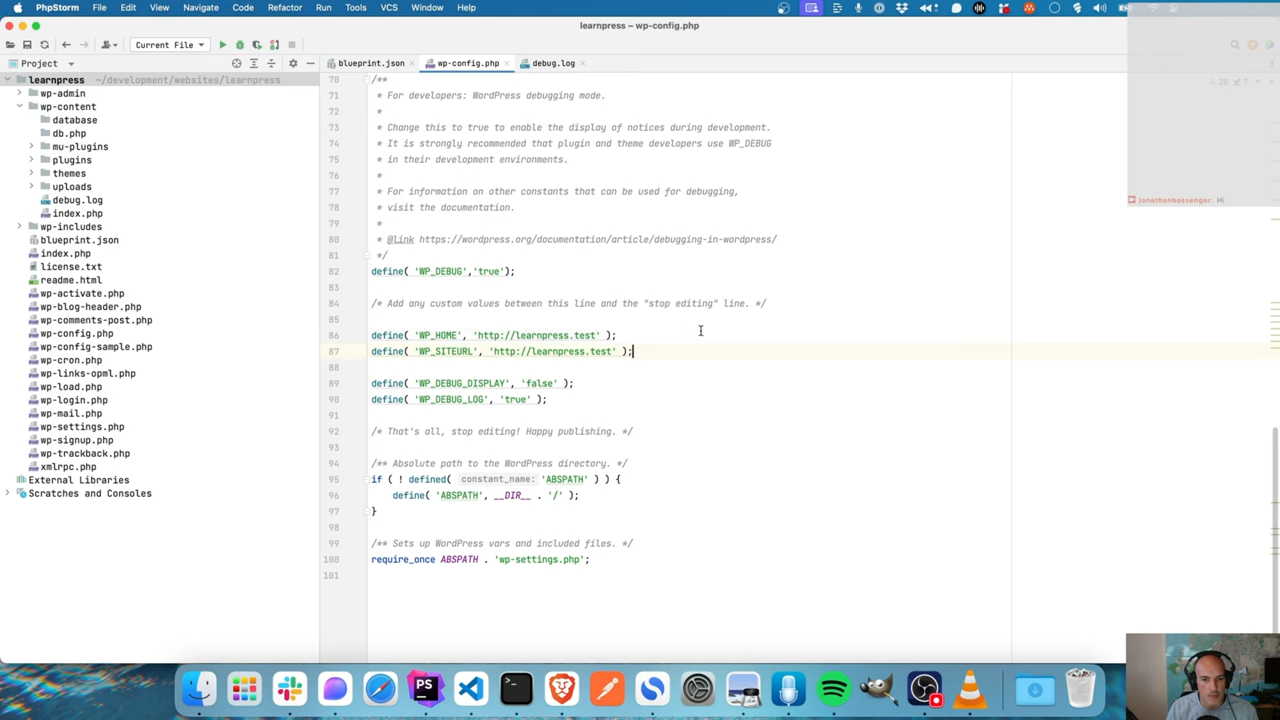 PhpStorm File Edit View Navigate Code Refactor Run Tools VCS Window Help
learnpress – wp-config.php
Current File
Project
blueprint.json wp-config.php debug.log
learnpress ~/development/websites/learnpress
wp-admin
wp-content
database
db.php
mu-plugins
plugins
themes
uploads
debug.log
index.php
wp-includes
blueprint.json
index.php
license.txt
readme.html
wp-activate.php
wp-blog-header.php
wp-comments-post.php
wp-config.php
wp-config-sample.php
wp-cron.php
wp-links-opml.php
wp-load.php
wp-login.php
wp-mail.php
wp-settings.php
wp-signup.php
wp-trackback.php
xmlrpc.php
External Libraries
Scratches and Consoles
70 /**
71 * For developers: WordPress debugging mode.
72 *
73 * Change this to true to enable the display of notices during development.
74 * It is strongly recommended that plugin and theme developers use WP_DEBUG
75 * in their development environments.
76 *
77 * For information on other constants that can be used for debugging,
78 * visit the documentation.
79 *
80 * @link https://wordpress.org/documentation/article/debugging-in-wordpress/
81 */
82 define( 'WP_DEBUG','true');
83
84 /* Add any custom values between this line and the "stop editing" line. */
85
86 define( 'WP_HOME', 'http://learnpress.test' );
87 define( 'WP_SITEURL', 'http://learnpress.test' );
88
89 define( 'WP_DEBUG_DISPLAY', 'false' );
90 define( 'WP_DEBUG_LOG', 'true' );
91
92 /* That's all, stop editing! Happy publishing. */
93
94 /** Absolute path to the WordPress directory. */
95 if ( ! defined( constant_name: 'ABSPATH' ) ) {
96 define( 'ABSPATH', __DIR__ . '/' );
97 }
98
99 /** Sets up WordPress vars and included files. */
100 require_once ABSPATH . 'wp-settings.php';
101
20 7
jonathanbossenger: Hi
PS